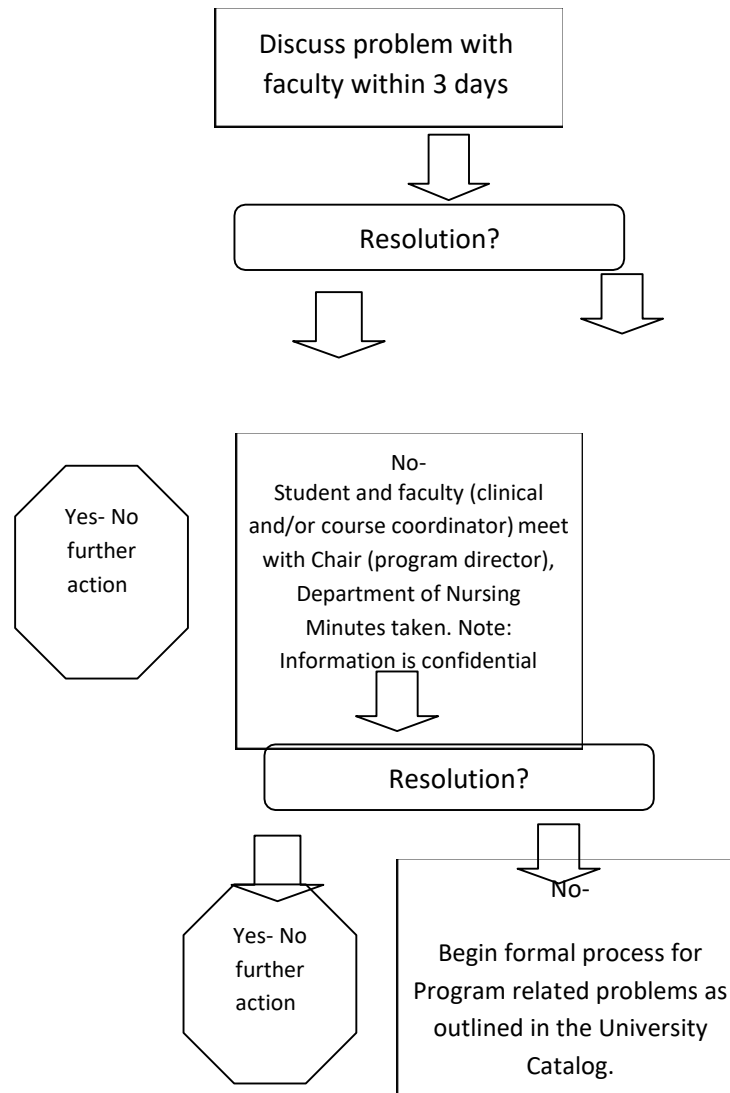 Discuss problem with
faculty within 3 days
Resolution?
Yes- No
further
action
No-
Student and faculty (clinical
and/or course coordinator) meet
with Chair (program director),
Department of Nursing
Minutes taken. Note:
Information is confidential
Resolution?
Yes- No
further
action
No-
Begin formal process for
Program related problems as
outlined in the University
Catalog.